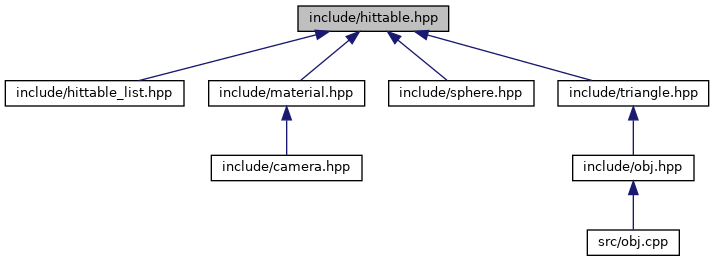 include/hittable.hpp
include/hittable_list.hpp
include/material.hpp
include/sphere.hpp
include/triangle.hpp
include/camera.hpp
include/obj.hpp
src/obj.cpp